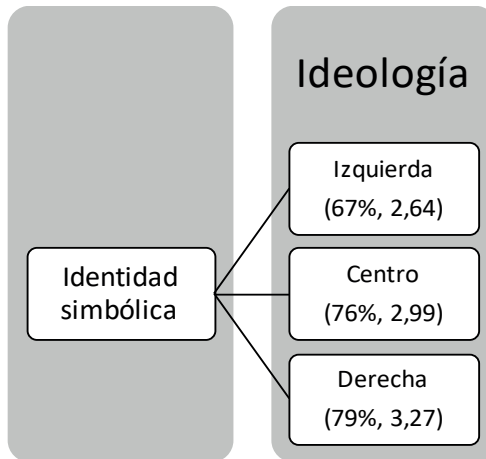 Ideología
Izquierda
(67%, 2,64)
Identidad
simbólica
Centro
(76%, 2,99)
Derecha
(79%, 3,27)